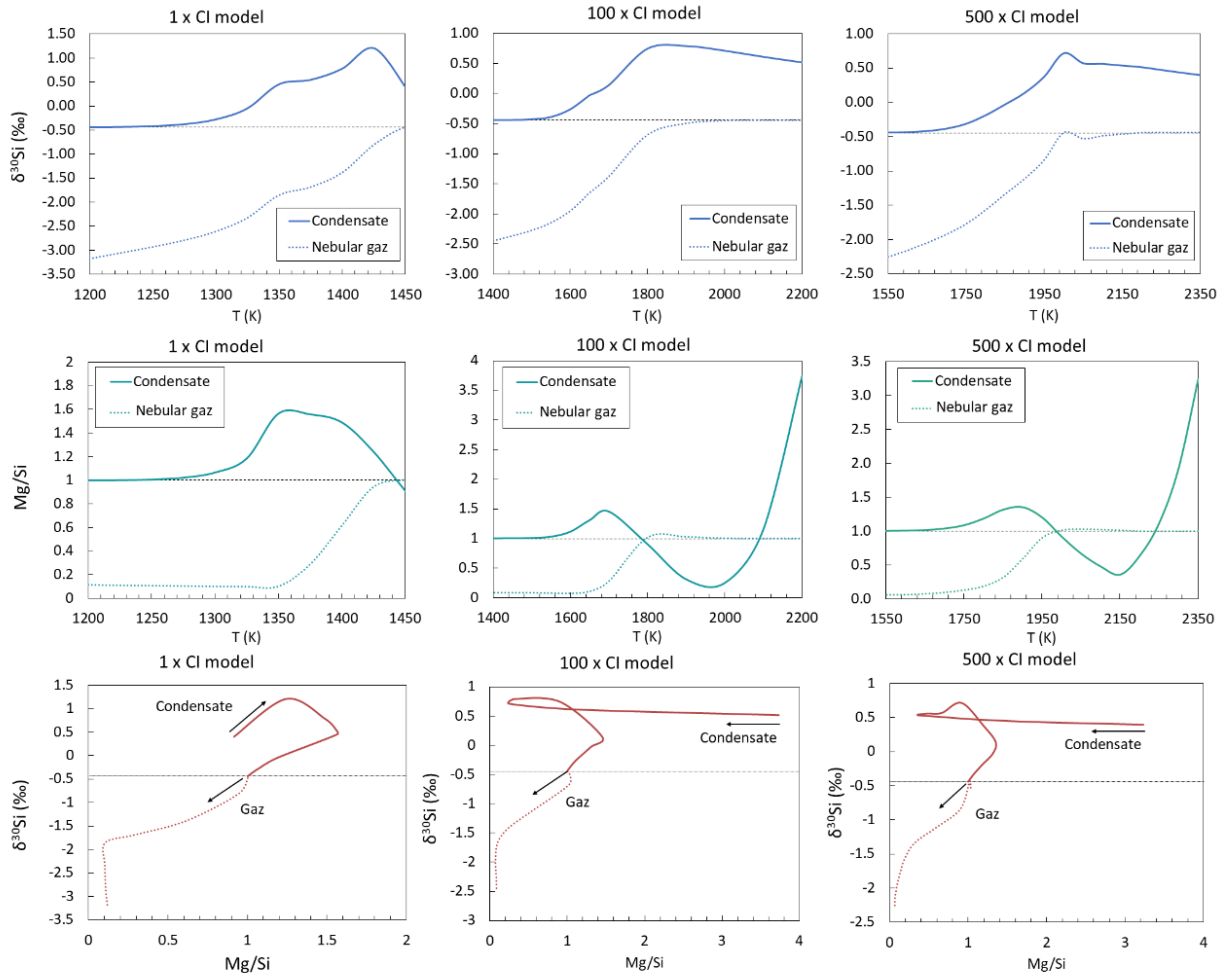 1 x CI model
100 x CI model
500 x CI model
δ³⁰Si (‰)
1.50
1.00
0.50
0.00
-0.50
-1.00
-1.50
-2.00
-2.50
-3.00
-3.50
Condensate
Nebular gaz
1200 1250 1300 1350 1400 1450
T (K)
1.00
0.50
0.00
-0.50
-1.00
-1.50
-2.00
-2.50
-3.00
Condensate
Nebular gaz
1400 1600 1800 2000 2200
T (K)
1.00
0.50
0.00
-0.50
-1.00
-1.50
-2.00
-2.50
Condensate
Nebular gaz
1550 1750 1950 2150 2350
T (K)
1 x CI model
100 x CI model
500 x CI model
Mg/Si
2
1.8
1.6
1.4
1.2
1
0.8
0.6
0.4
0.2
0
Condensate
Nebular gaz
1200 1250 1300 1350 1400 1450
T (K)
4
3.5
3
2.5
2
1.5
1
0.5
0
Condensate
Nebular gaz
1400 1600 1800 2000 2200
T (K)
3.5
3.0
2.5
2.0
1.5
1.0
0.5
0.0
Condensate
Nebular gaz
1550 1750 1950 2150 2350
T (K)
1 x CI model
100 x CI model
500 x CI model
δ³⁰Si (‰)
1.5
1
0.5
0
-0.5
-1
-1.5
-2
-2.5
-3
-3.5
Condensate
Gaz
0 0.5 1 1.5 2
Mg/Si
δ³⁰Si (‰)
1
0.5
0
-0.5
-1
-1.5
-2
-2.5
-3
Condensate
Gaz
0 1 2 3 4
Mg/Si
δ³⁰Si (‰)
1
0.5
0
-0.5
-1
-1.5
-2
-2.5
Condensate
Gaz
0 1 2 3 4
Mg/Si